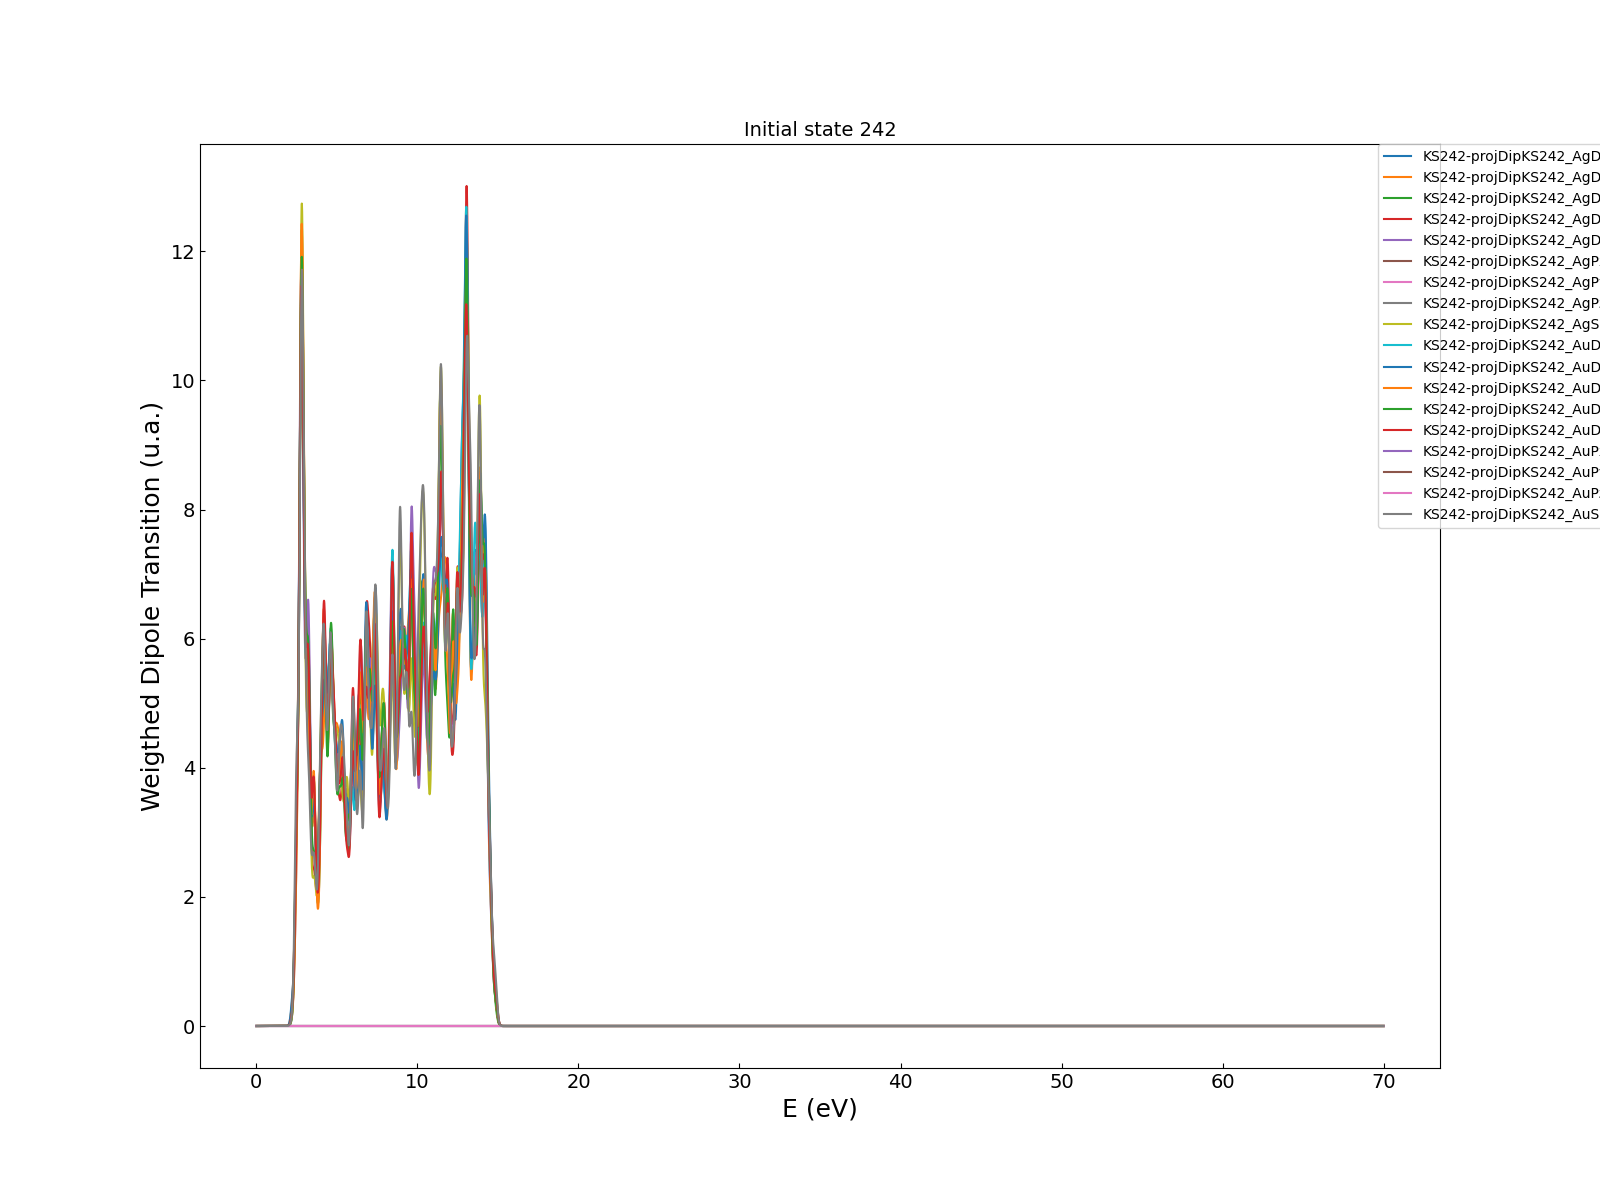 Initial state 242
Weigthed Dipole Transition (u.a.)
12
10
8
6
4
2
0
0 10 20 30 40 50 60 70
E (eV)
KS242-projDipKS242_AgD
KS242-projDipKS242_AgD
KS242-projDipKS242_AgD
KS242-projDipKS242_AgD
KS242-projDipKS242_AgD
KS242-projDipKS242_AgP
KS242-projDipKS242_AgP
KS242-projDipKS242_AgP
KS242-projDipKS242_AgS
KS242-projDipKS242_AuD
KS242-projDipKS242_AuD
KS242-projDipKS242_AuD
KS242-projDipKS242_AuD
KS242-projDipKS242_AuD
KS242-projDipKS242_AuP
KS242-projDipKS242_AuP
KS242-projDipKS242_AuP
KS242-projDipKS242_AuS